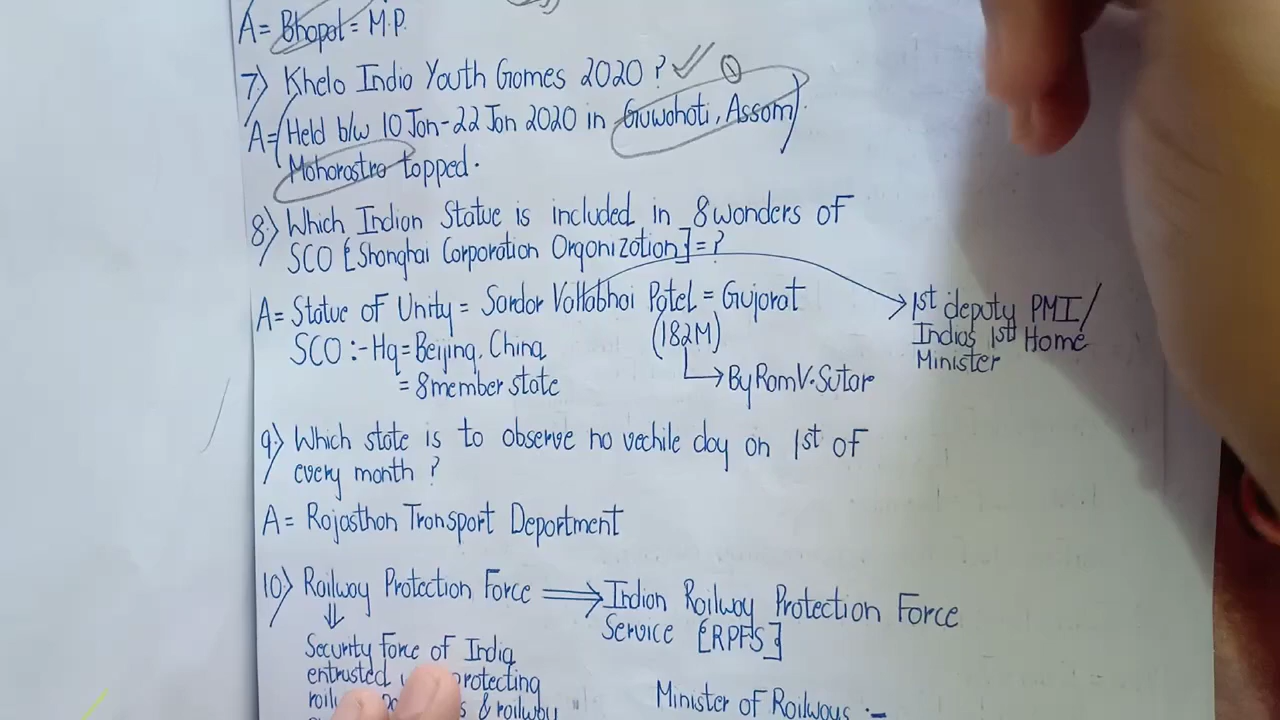 A= Bhopal = M.P.
7) Khelo India Youth Games 2020 ?
A= (Held b/w 10 Jan-22 Jan 2020 in Guwahati, Assam)
Maharastra topped.
8) Which Indian Statue is included in 8 wonders of
SCO [Shanghai Corporation Organization] = ?
A= Statue of Unity = Sardar Vallabhai Patel = Gujarat
(182M)
By Ram V. Sutar
1st deputy PMI/
Indias 1st Home
Minister
SCO :- Hq = Beijing, China
= 8 member state
9) Which state is to observe no vechile day on 1st of
every month ?
A= Rajasthan Transport Department
10) Railway Protection Force ⟹ Indian Railway Protection Force
Service [RPFS]
Security Force of India
entrusted protecting
& railway
Minister of Railways :-